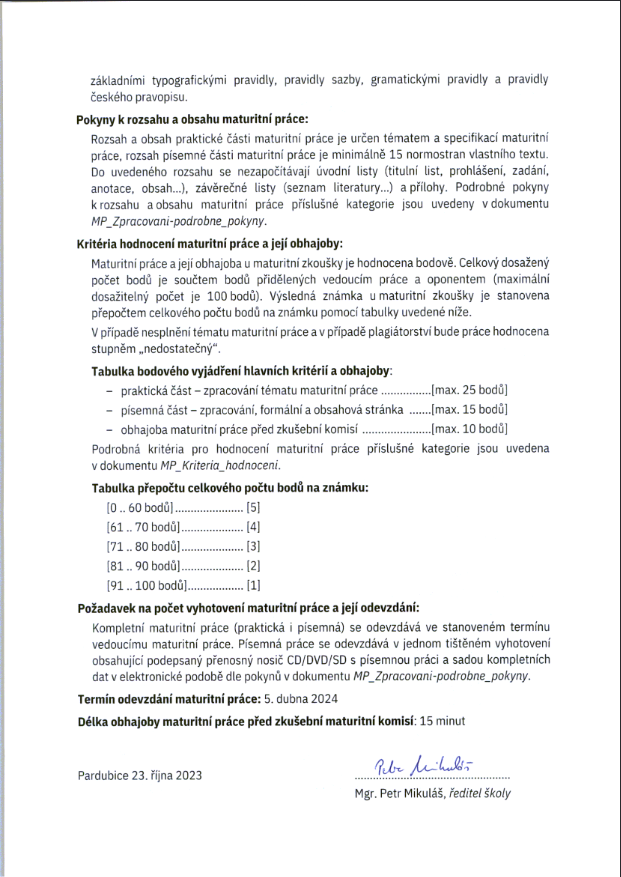 základními typografickými pravidly, pravidly sazby, gramatickými pravidly a pravidly
českého pravopisu.
Pokyny k rozsahu a obsahu maturitní práce:
Rozsah a obsah praktické části maturitní práce je určen tématem a specifikací maturitní
práce, rozsah písemné části maturitní práce je minimálně 15 normostran vlastního textu.
Do uvedeného rozsahu se nezapočítávají úvodní listy (titulní list, prohlášení, zadání,
anotace, obsah...), závěrečné listy (seznam literatury...) a přílohy. Podrobné pokyny
k rozsahu a obsahu maturitní práce příslušné kategorie jsou uvedeny v dokumentu
MP_Zpracovani-podrobne_pokyny.
Kritéria hodnocení maturitní práce a její obhajoby:
Maturitní práce a její obhajoba u maturitní zkoušky je hodnocena bodově. Celkový dosažený
počet bodů je součtem bodů přidělených vedoucím práce a oponentem (maximální
dosažitelný počet je 100 bodů). Výsledná známka u maturitní zkoušky je stanovena
přepočtem celkového počtu bodů na známku pomocí tabulky uvedené níže.
V případě nesplnění tématu maturitní práce a v případě plagiátorství bude práce hodnocena
stupněm „nedostatečný“.
Tabulka bodového vyjádření hlavních kritérií a obhajoby:
– praktická část – zpracování tématu maturitní práce ................[max. 25 bodů]
– písemná část – zpracování, formální a obsahová stránka .......[max. 15 bodů]
– obhajoba maturitní práce před zkušební komisí ......................[max. 10 bodů]
Podrobná kritéria pro hodnocení maturitní práce příslušné kategorie jsou uvedena
v dokumentu MP_Kriteria_hodnoceni.
Tabulka přepočtu celkového počtu bodů na známku:
[0 .. 60 bodů]...................... [5]
[61 .. 70 bodů].................... [4]
[71 .. 80 bodů].................... [3]
[81 .. 90 bodů].................... [2]
[91 .. 100 bodů].................. [1]
Požadavek na počet vyhotovení maturitní práce a její odevzdání:
Kompletní maturitní práce (praktická i písemná) se odevzdává ve stanoveném termínu
vedoucímu maturitní práce. Písemná práce se odevzdává v jednom tištěném vyhotovení
obsahující podepsaný přenosný nosič CD/DVD/SD s písemnou práci a sadou kompletních
dat v elektronické podobě dle pokynů v dokumentu MP_Zpracovani-podrobne_pokyny.
Termín odevzdání maturitní práce: 5. dubna 2024
Délka obhajoby maturitní práce před zkušební maturitní komisí: 15 minut
Petr Mikuláš
Pardubice 23. října 2023
Mgr. Petr Mikuláš, ředitel školy